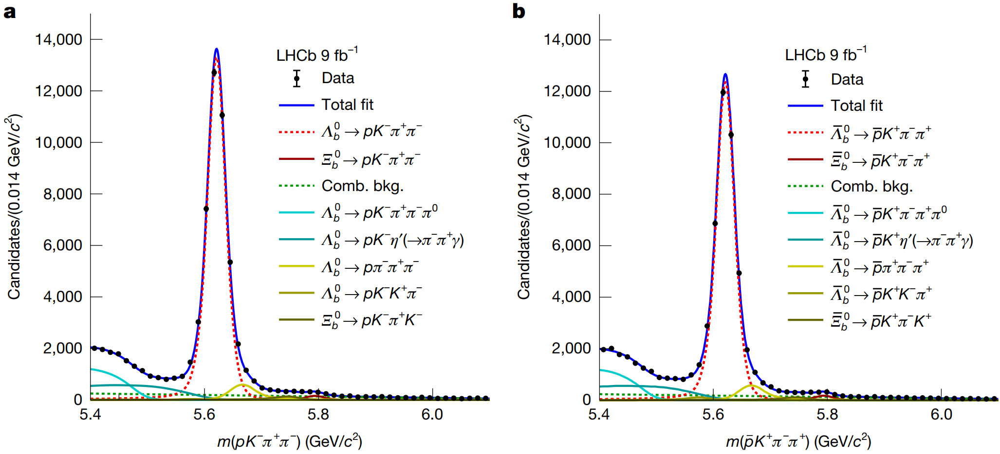 a
14,000
12,000
10,000
8,000
6,000
4,000
2,000
0
5.4
5.6
5.8
6.0
Candidates/(0.014 GeV/c²)
m(pK⁻π⁺π⁻) (GeV/c²)
LHCb 9 fb⁻¹
Data
Total fit
Λb⁰ → pK⁻π⁺π⁻
Ξb⁰ → pK⁻π⁺π⁻
Comb. bkg.
Λb⁰ → pK⁻π⁺π⁻π⁰
Λb⁰ → pK⁻η′(→π⁻π⁺γ)
Λb⁰ → pπ⁻π⁺π⁻
Λb⁰ → pK⁻K⁺π⁻
Ξb⁰ → pK⁻π⁺K⁻
b
14,000
12,000
10,000
8,000
6,000
4,000
2,000
0
5.4
5.6
5.8
6.0
Candidates/(0.014 GeV/c²)
m(p̄K⁺π⁻π⁺) (GeV/c²)
LHCb 9 fb⁻¹
Data
Total fit
Λ̄b⁰ → p̄K⁺π⁻π⁺
Ξ̄b⁰ → p̄K⁺π⁻π⁺
Comb. bkg.
Λ̄b⁰ → p̄K⁺π⁻π⁺π⁰
Λ̄b⁰ → p̄K⁺η′(→π⁻π⁺γ)
Λ̄b⁰ → p̄π⁺π⁻π⁺
Λ̄b⁰ → p̄K⁺K⁻π⁺
Ξ̄b⁰ → p̄K⁺π⁻K⁺